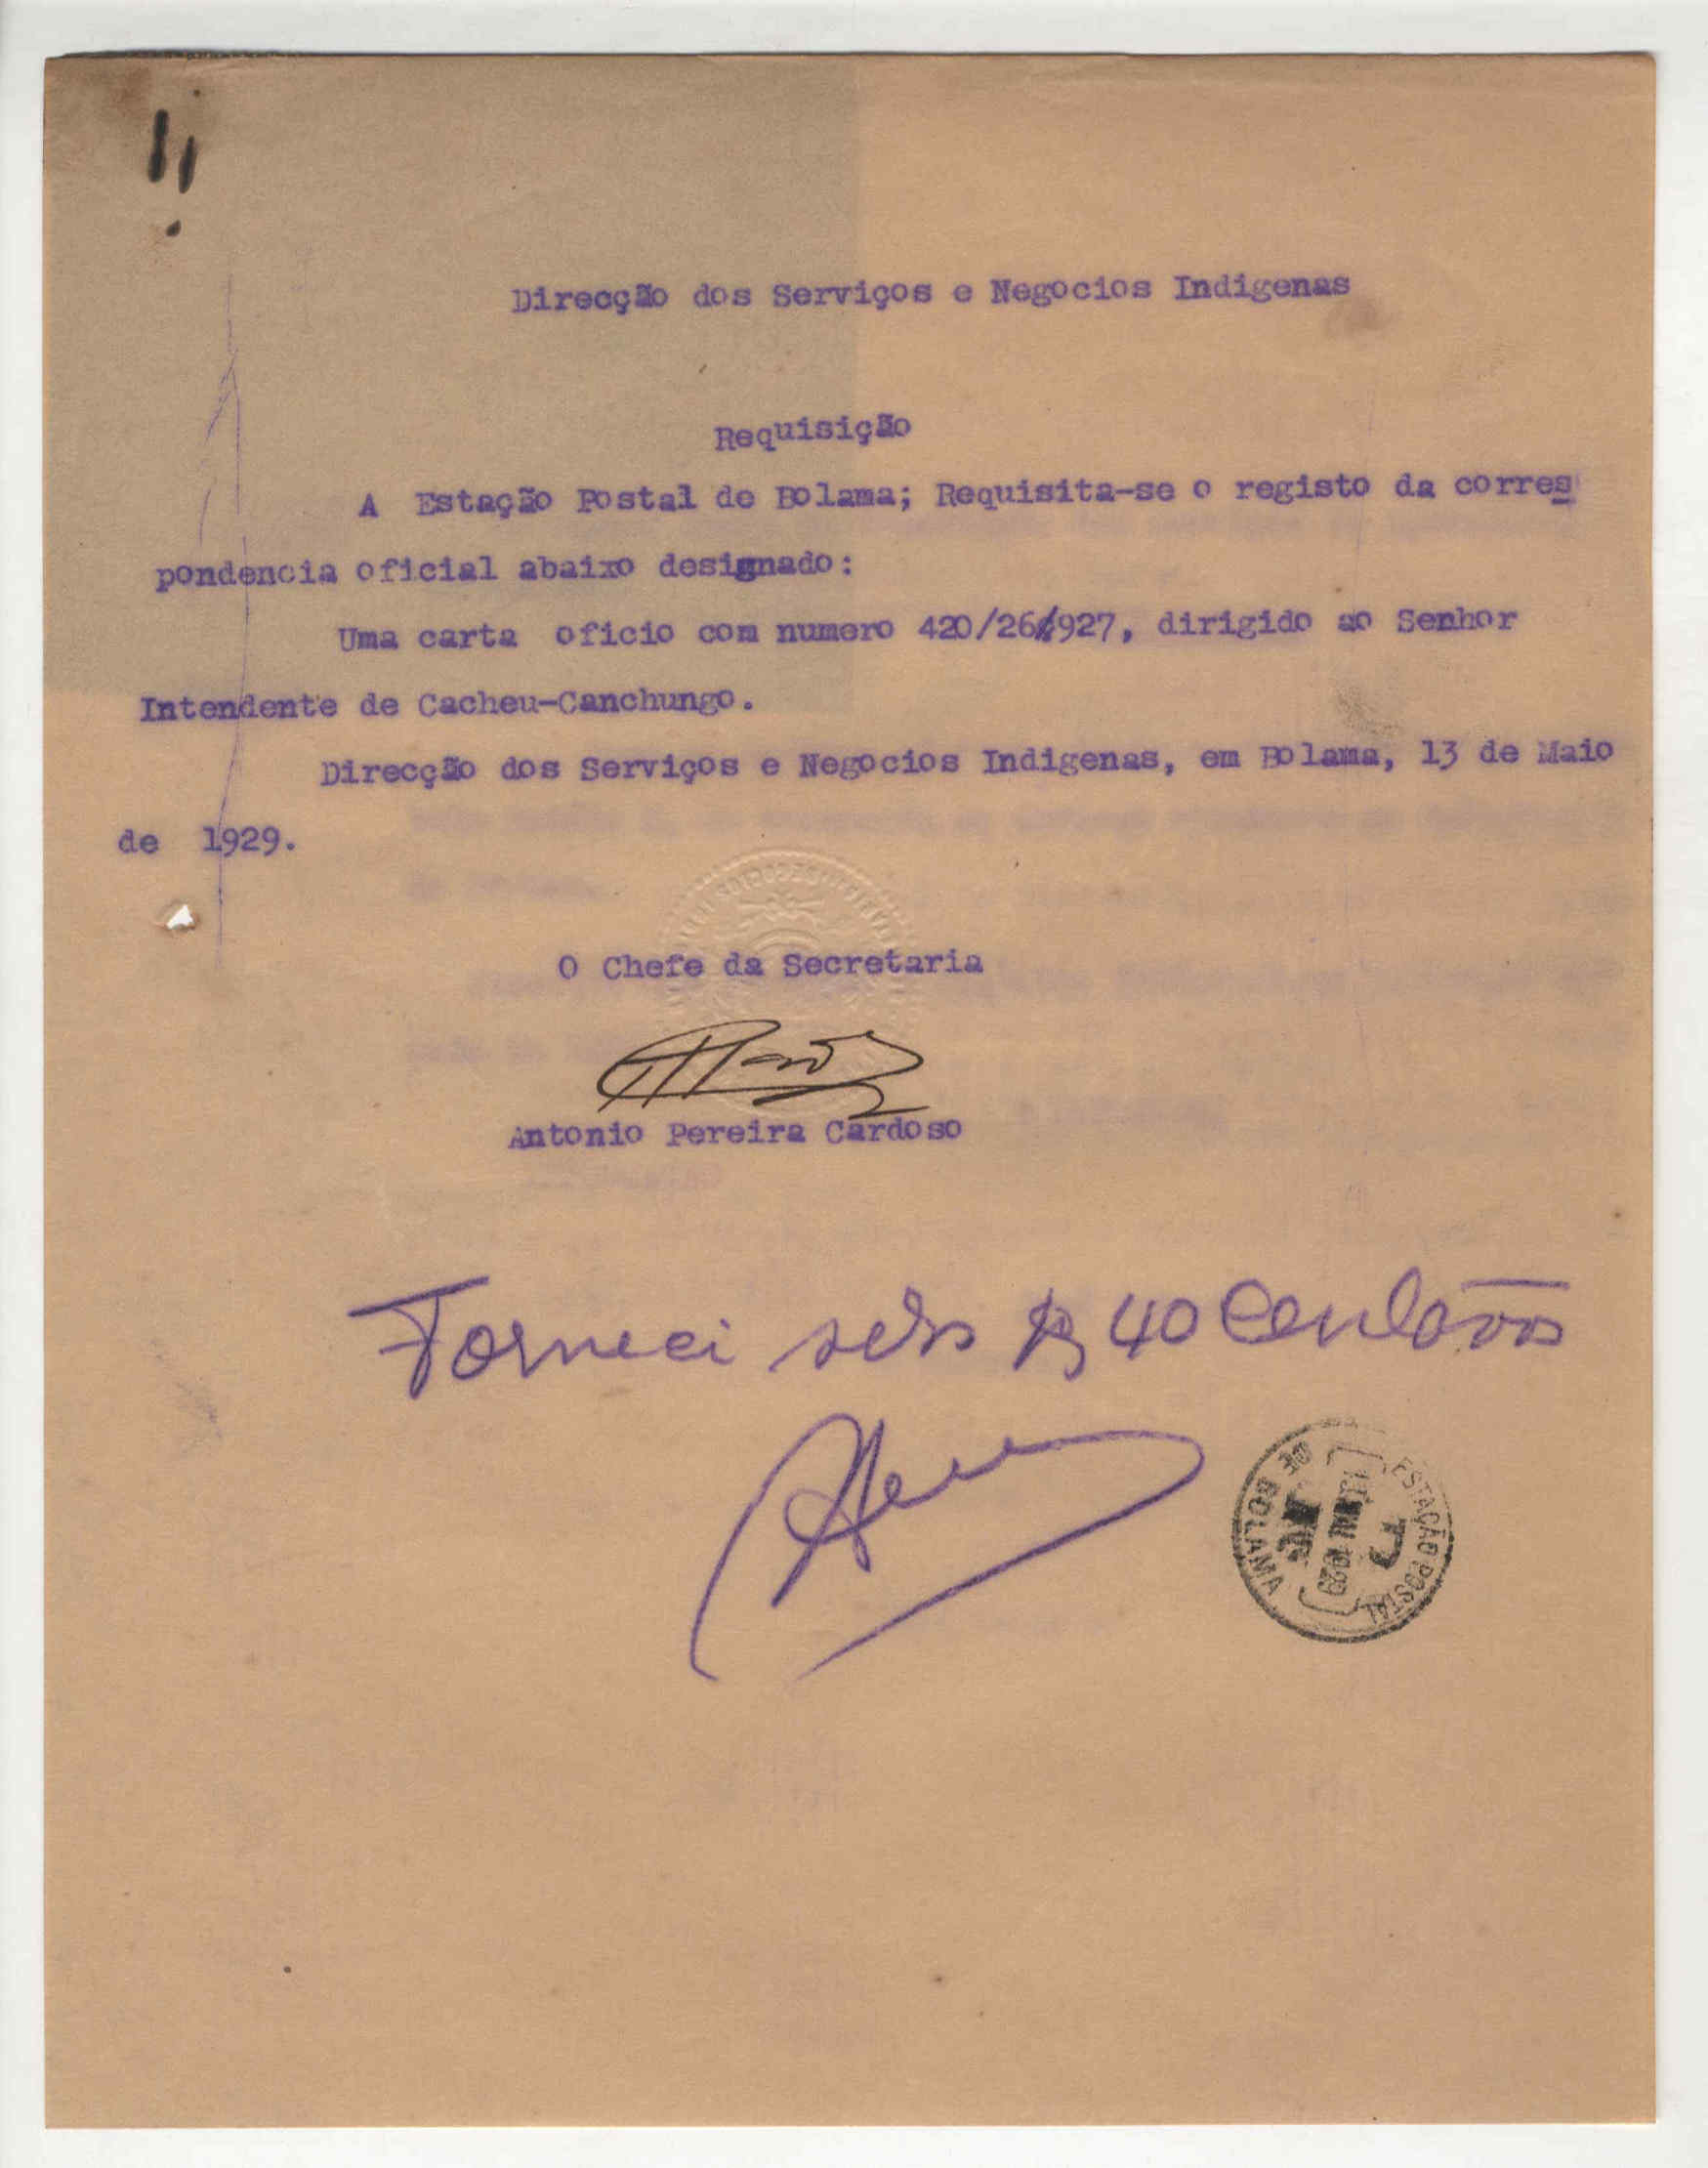 Direcção dos Serviços e Negocios Indigenas
Requisição
A Estação Postal de Bolama; Requisita-se o registo da corres
pondencia oficial abaixo designado:
Uma carta oficio com numero 420/26/927, dirigido ao Senhor
Intendente de Cacheu-Canchungo.
Direcção dos Serviços e Negocios Indigenas, em Bolama, 13 de Maio
de 1929.
O Chefe da Secretaria
Antonio Pereira Cardoso
Forneci selos 40 Centavos
ESTAÇÃO POSTAL
1929
DE BOLAMA